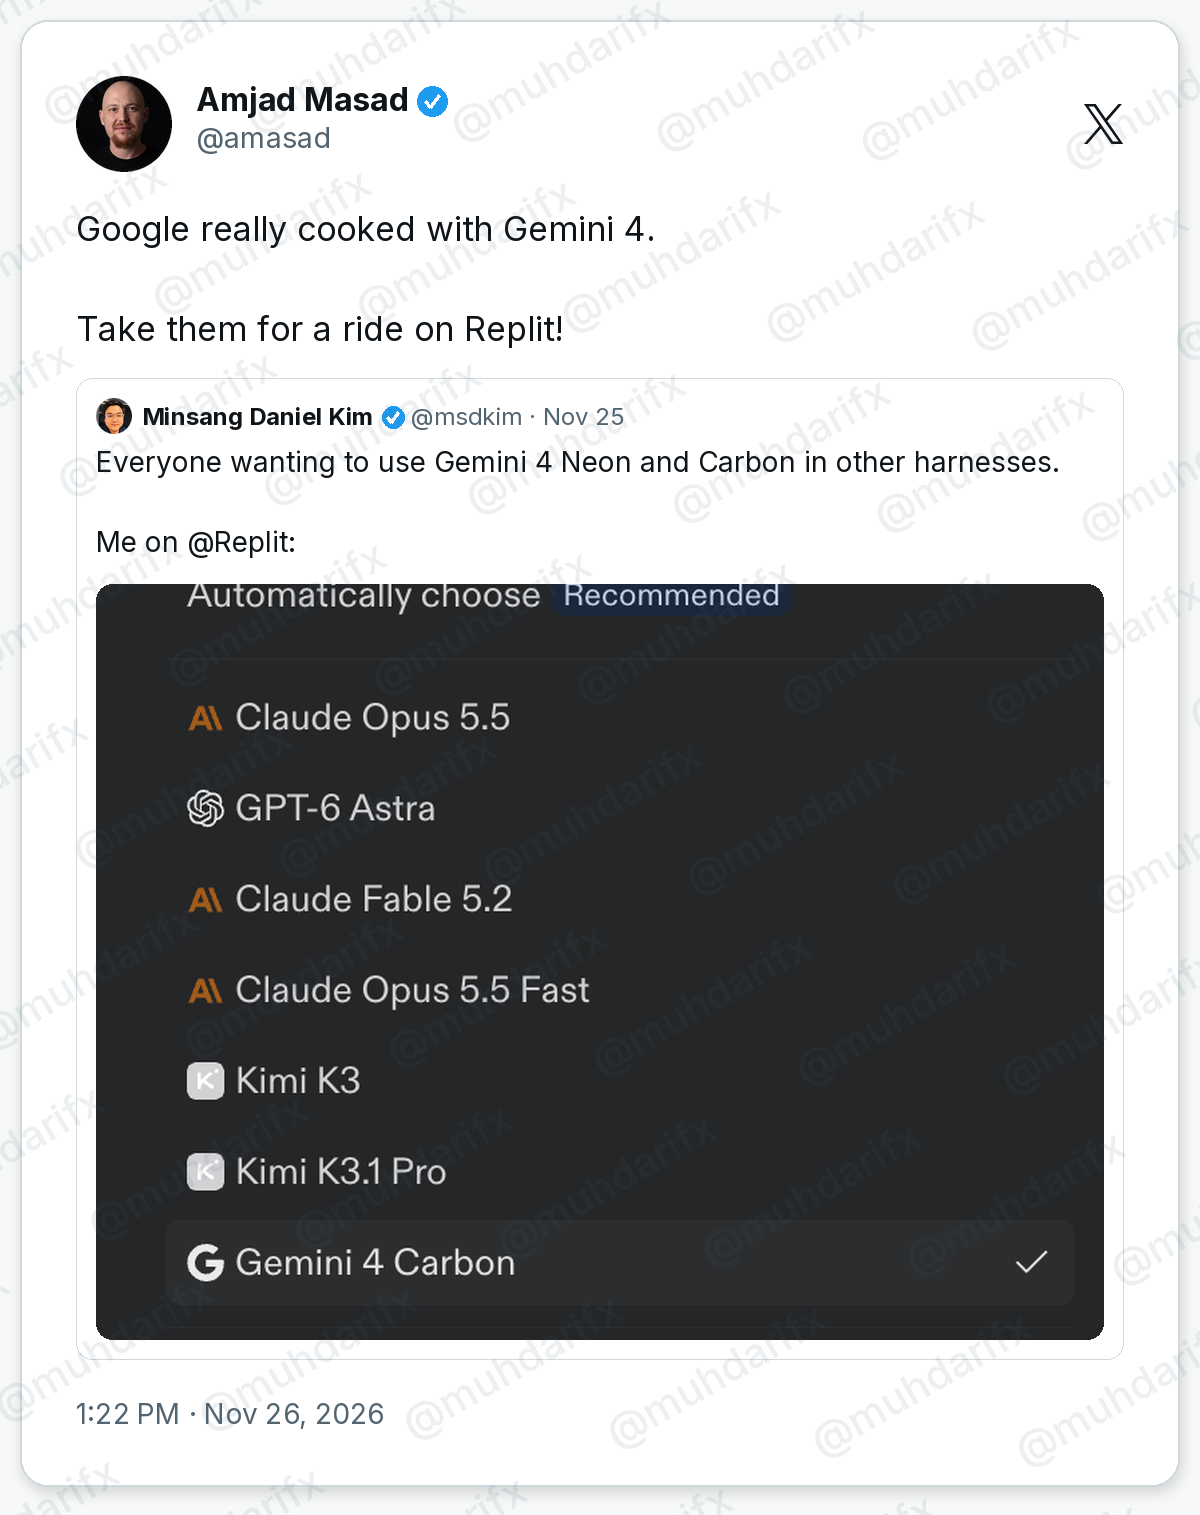 Amjad Masad
@amasad
Google really cooked with Gemini 4.
Take them for a ride on Replit!
Minsang Daniel Kim @msdkim · Nov 25
Everyone wanting to use Gemini 4 Neon and Carbon in other harnesses.
Me on @Replit:
Automatically choose Recommended
Claude Opus 5.5
GPT-6 Astra
Claude Fable 5.2
Claude Opus 5.5 Fast
Kimi K3
Kimi K3.1 Pro
Gemini 4 Carbon
1:22 PM · Nov 26, 2026
@muhdarifx